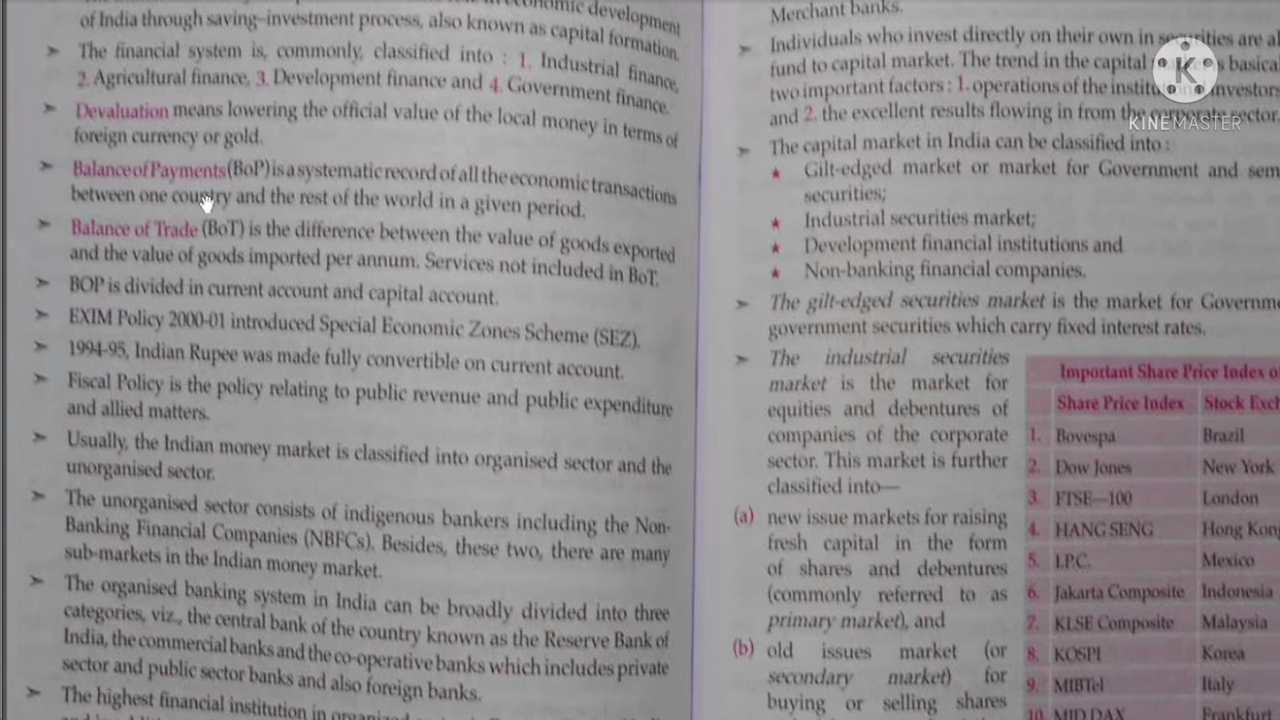 economic development
of India through saving–investment process, also known as capital formation.
➤ The financial system is, commonly, classified into : 1. Industrial finance,
2. Agricultural finance, 3. Development finance and 4. Government finance.
➤ Devaluation means lowering the official value of the local money in terms of
foreign currency or gold.
➤ Balance of Payments (BoP) is a systematic record of all the economic transactions
between one country and the rest of the world in a given period.
➤ Balance of Trade (BoT) is the difference between the value of goods exported
and the value of goods imported per annum. Services not included in BoT.
➤ BOP is divided in current account and capital account.
➤ EXIM Policy 2000-01 introduced Special Economic Zones Scheme (SEZ).
➤ 1994-95, Indian Rupee was made fully convertible on current account.
➤ Fiscal Policy is the policy relating to public revenue and public expenditure
and allied matters.
➤ Usually, the Indian money market is classified into organised sector and the
unorganised sector.
➤ The unorganised sector consists of indigenous bankers including the Non-
Banking Financial Companies (NBFCs). Besides, these two, there are many
sub-markets in the Indian money market.
➤ The organised banking system in India can be broadly divided into three
categories, viz., the central bank of the country known as the Reserve Bank of
India, the commercial banks and the co-operative banks which includes private
sector and public sector banks and also foreign banks.
➤ The highest financial institution in
Merchant banks.
➤ Individuals who invest directly on their own in securities are
fund to capital market. The trend in the capital
two important factors : 1. operations of the investors
and 2. the excellent results flowing in from the corporate sector.
➤ The capital market in India can be classified into :
★ Gilt-edged market or market for Government and
securities;
★ Industrial securities market;
★ Development financial institutions and
★ Non-banking financial companies.
➤ The gilt-edged securities market is the market for
government securities which carry fixed interest rates.
➤ The industrial securities
market is the market for
equities and debentures of
companies of the corporate
sector. This market is further
classified into—
(a) new issue markets for raising
fresh capital in the form
of shares and debentures
(commonly referred to as
primary market), and
(b) old issues market (or
secondary market) for
buying or selling shares
Important Share Price Index
Share Price Index Stock
1. Bovespa Brazil
2. Dow Jones New York
3. FTSE—100 London
4. HANG SENG Hong Kong
5. I.P.C. Mexico
6. Jakarta Composite Indonesia
7. KLSE Composite Malaysia
8. KOSPI Korea
9. MIBTel Italy
10. MID DAX Frankfurt
K
KINEMASTER